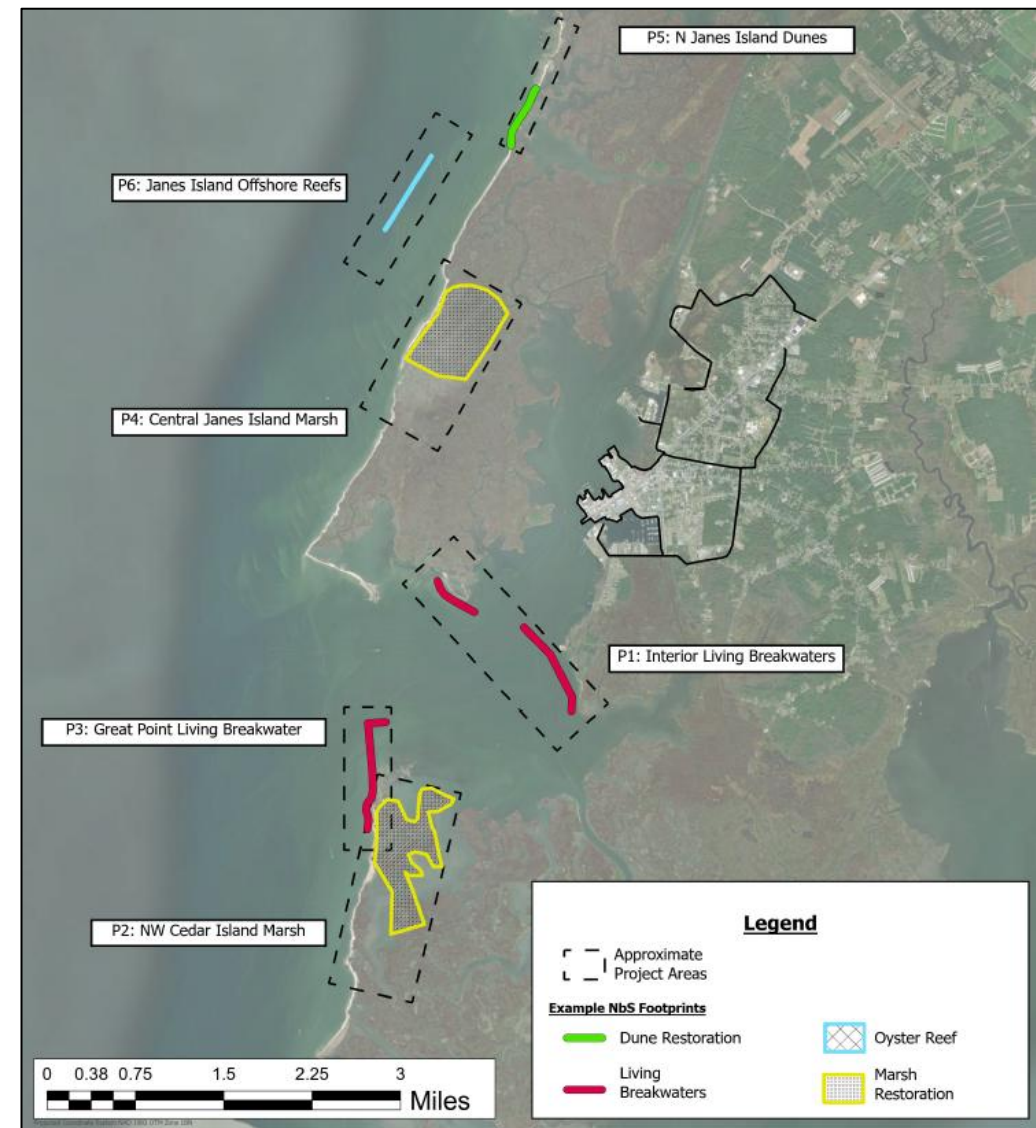 P5: N Janes Island Dunes
P6: Janes Island Offshore Reefs
P4: Central Janes Island Marsh
P1: Interior Living Breakwaters
P3: Great Point Living Breakwater
P2: NW Cedar Island Marsh
Legend
Approximate
Project Areas
Example NbS Footprints
Dune Restoration
Oyster Reef
Living
Breakwaters
Marsh
Restoration
0 0.38 0.75 1.5 2.25 3
Miles